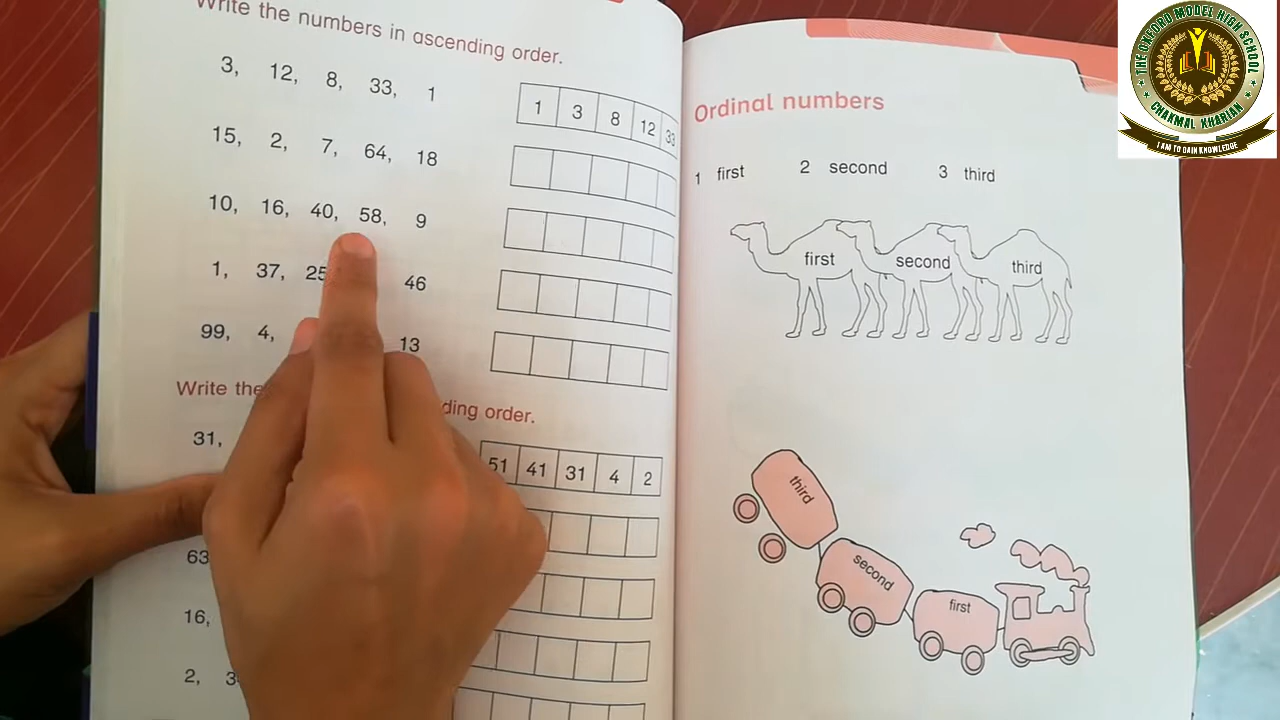 Write the numbers in ascending order.
3, 12, 8, 33, 1
1 3 8 12 33
15, 2, 7, 64, 18
10, 16, 40, 58, 9
1, 37, 25 46
99, 4, 13
Write the
ding order.
31,
51 41 31 4 2
63
16,
2,
Ordinal numbers
1 first 2 second 3 third
first second third
third
second
first
THE OXFORD MODEL HIGH SCHOOL
CHAKMAL KHARIAN
I AM TO GAIN KNOWLEDGE